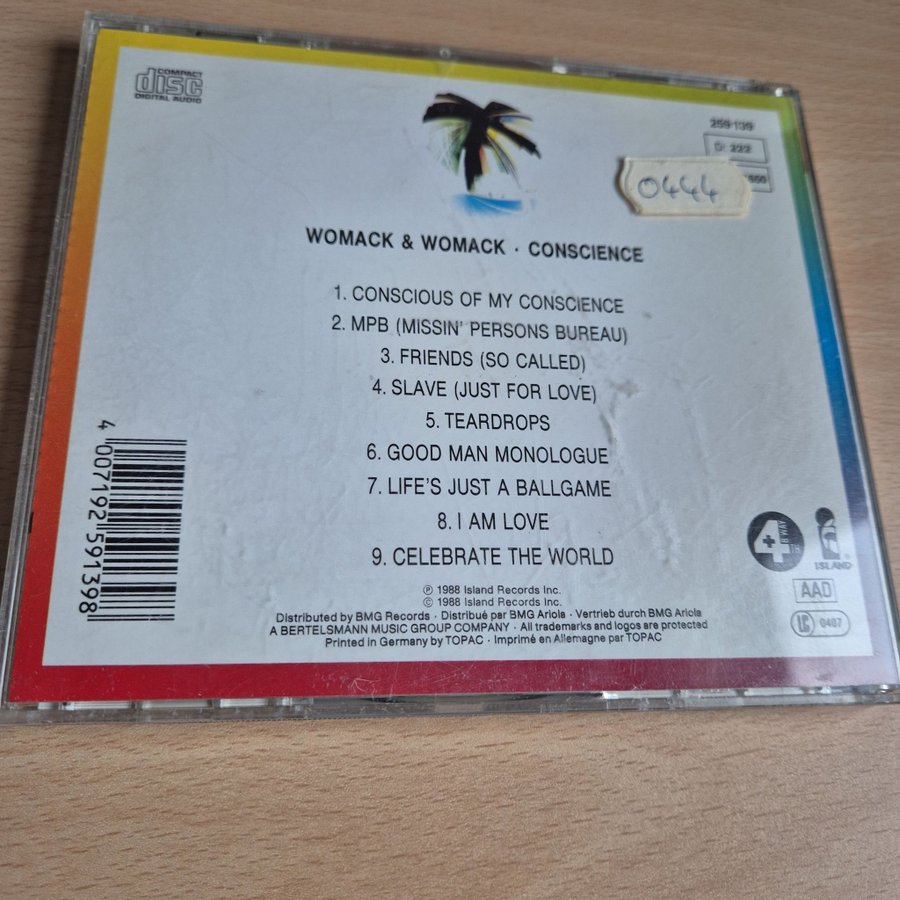 COMPACT
disc
DIGITAL AUDIO
259 139
D: 222
0444
WOMACK & WOMACK · CONSCIENCE
1. CONSCIOUS OF MY CONSCIENCE
2. MPB (MISSIN' PERSONS BUREAU)
3. FRIENDS (SO CALLED)
4. SLAVE (JUST FOR LOVE)
5. TEARDROPS
6. GOOD MAN MONOLOGUE
7. LIFE'S JUST A BALLGAME
8. I AM LOVE
9. CELEBRATE THE WORLD
4 007192 591398
4
B'WAY
ISLAND
AAD
LC 0407
℗ 1988 Island Records Inc.
© 1988 Island Records Inc.
Distributed by BMG Records · Distribué par BMG Ariola · Vertrieb durch BMG Ariola
A BERTELSMANN MUSIC GROUP COMPANY · All trademarks and logos are protected
Printed in Germany by TOPAC · Imprimé en Allemagne par TOPAC